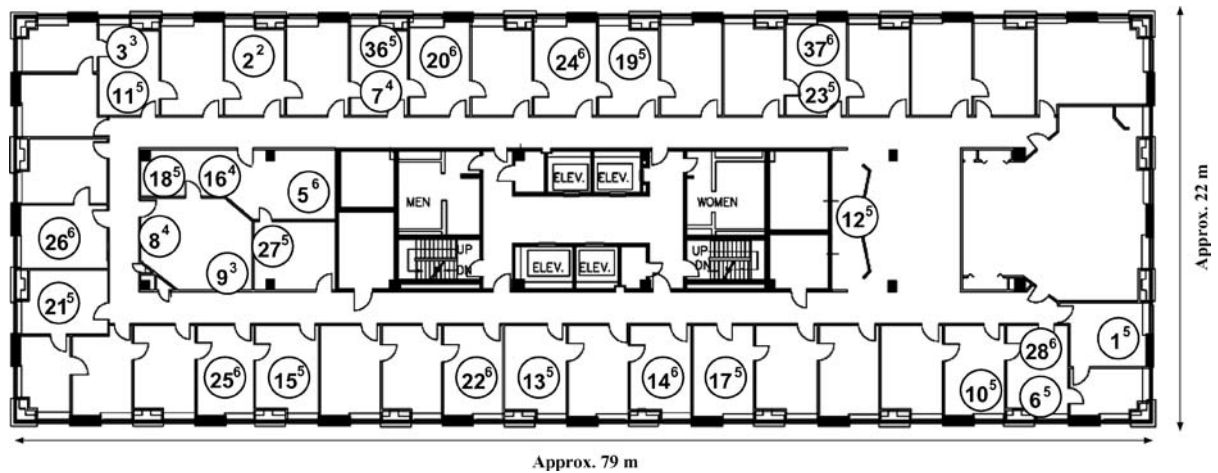 3³ 2² 36⁵ 20⁶ 24⁶ 19⁵ 37⁶
11⁵ 7⁴ 23⁵
18⁵ 16⁴ 5⁶ MEN ELEV. ELEV. WOMEN 12⁵
26⁶ 8⁴ 9³ 27⁵ UP UP
DN ELEV. ELEV. DN
21⁵ 28⁶ 1⁵
25⁶ 15⁵ 22⁶ 13⁵ 14⁶ 17⁵ 10⁵ 6⁵
Approx. 22 m
Approx. 79 m